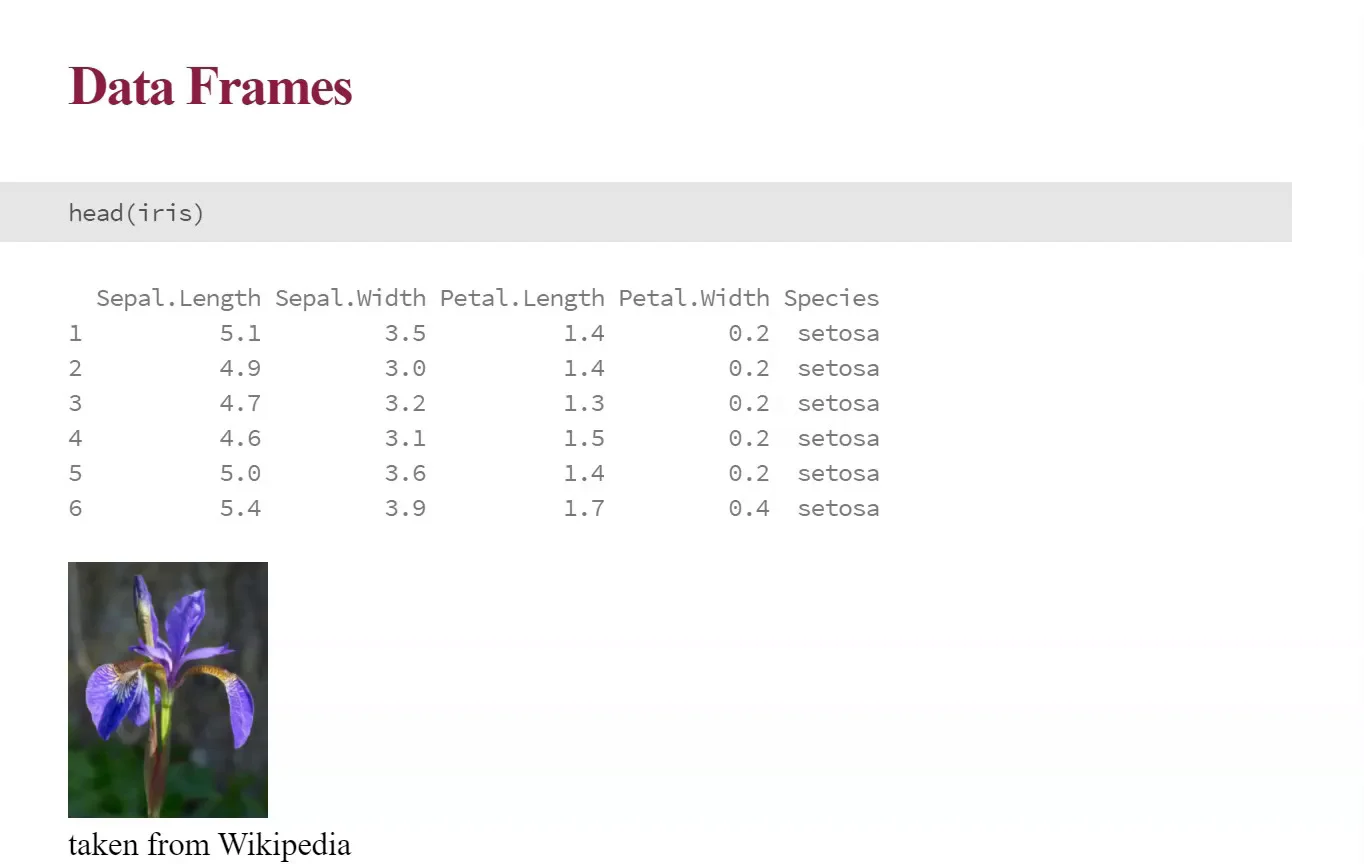 Data Frames
head(iris)
  Sepal.Length Sepal.Width Petal.Length Petal.Width Species
1          5.1         3.5          1.4         0.2  setosa
2          4.9         3.0          1.4         0.2  setosa
3          4.7         3.2          1.3         0.2  setosa
4          4.6         3.1          1.5         0.2  setosa
5          5.0         3.6          1.4         0.2  setosa
6          5.4         3.9          1.7         0.4  setosa
taken from Wikipedia